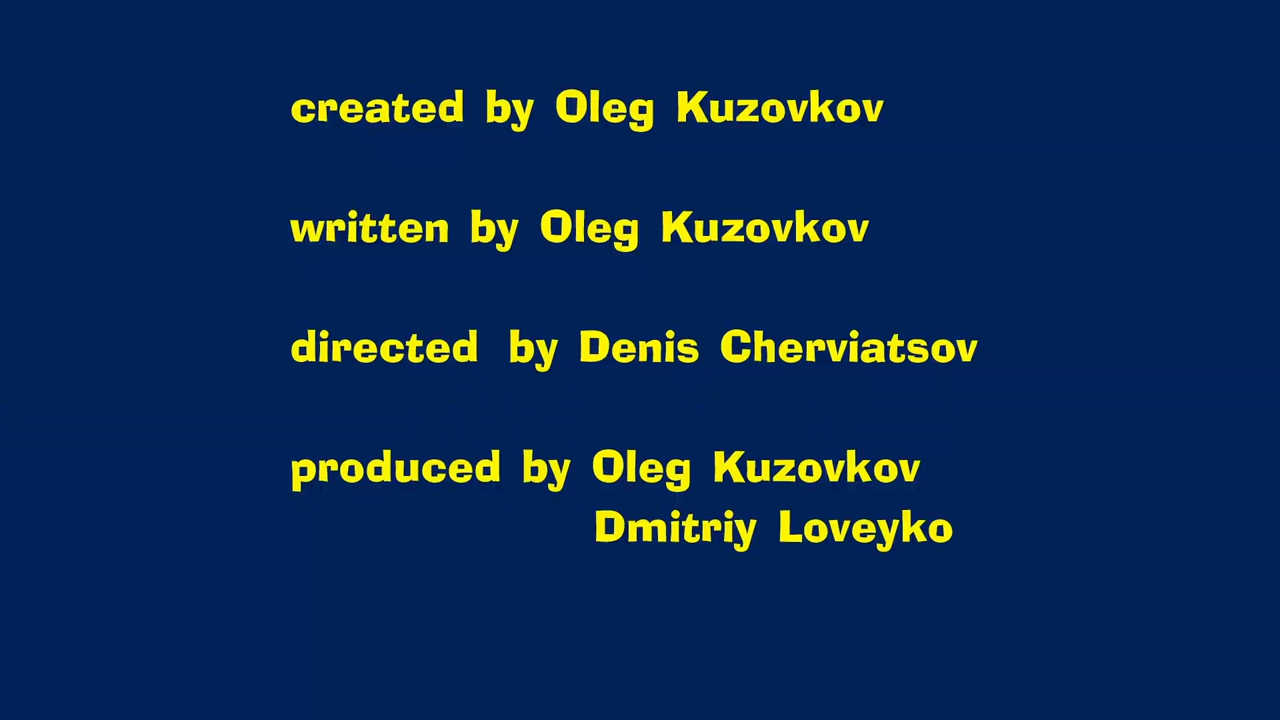 created by Oleg Kuzovkov
written by Oleg Kuzovkov
directed by Denis Cherviatsov
produced by Oleg Kuzovkov
Dmitriy Loveyko